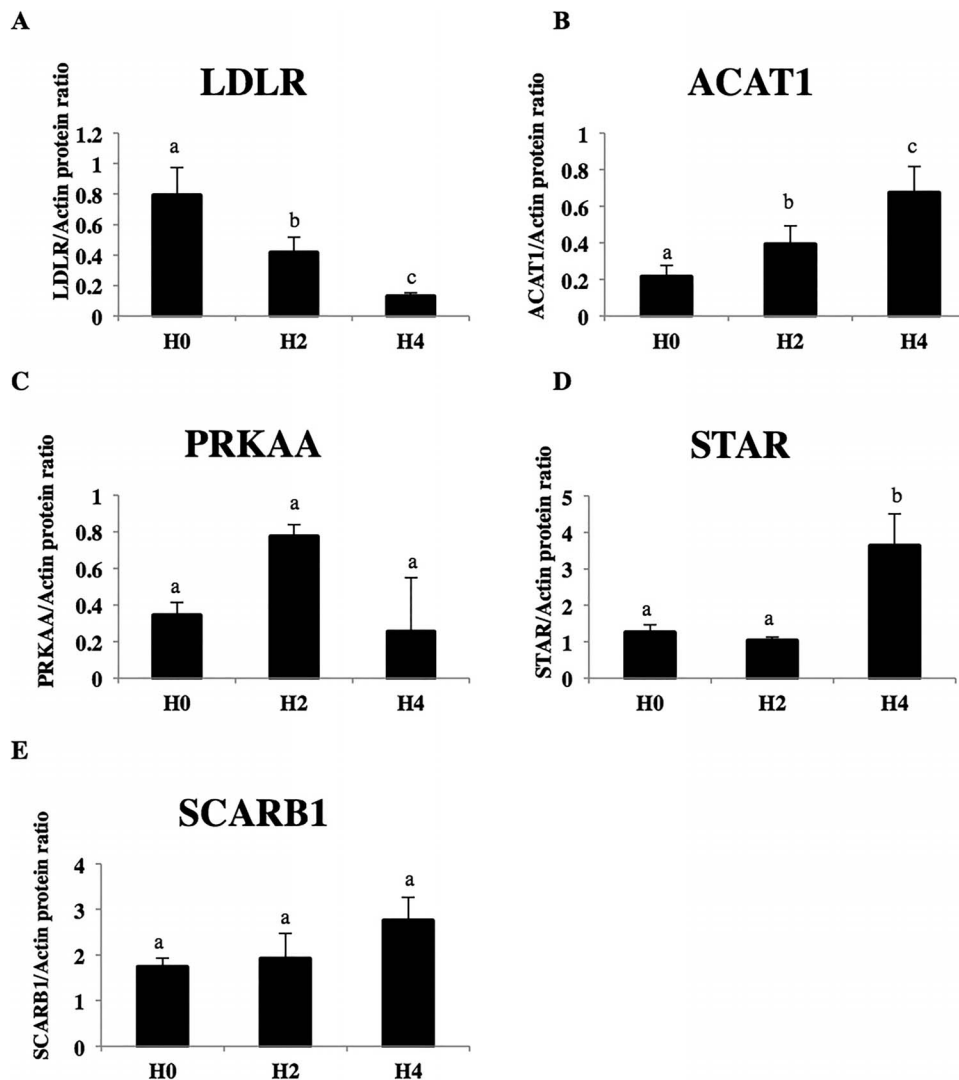 A
LDLR
LDLR/Actin protein ratio
1.2
1
0.8
0.6
0.4
0.2
0
a
b
c
H0 H2 H4
B
ACAT1
ACAT1/Actin protein ratio
1
0.8
0.6
0.4
0.2
0
a
b
c
H0 H2 H4
C
PRKAA
PRKAA/Actin protein ratio
1
0.8
0.6
0.4
0.2
0
a
a
a
H0 H2 H4
D
STAR
STAR/Actin protein ratio
5
4
3
2
1
0
a
a
b
H0 H2 H4
E
SCARB1
SCARB1/Actin protein ratio
4
3
2
1
0
a
a
a
H0 H2 H4